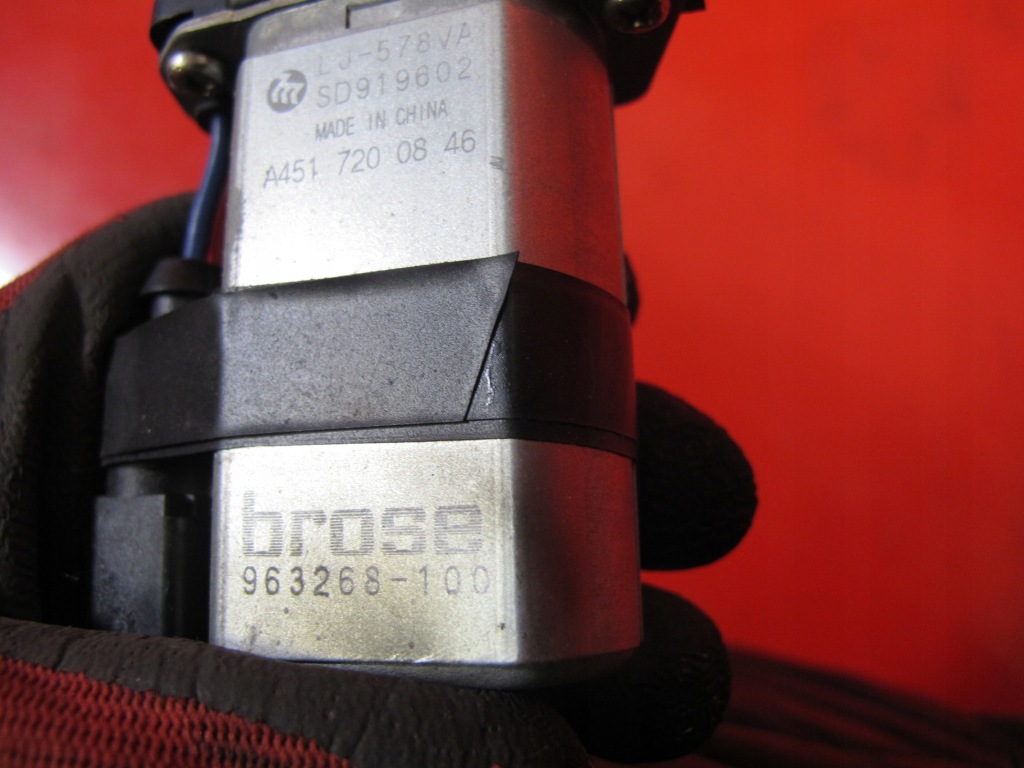 LJ-578VA
SD919602
MADE IN CHINA
A451 720 08 46
brose
963268-100